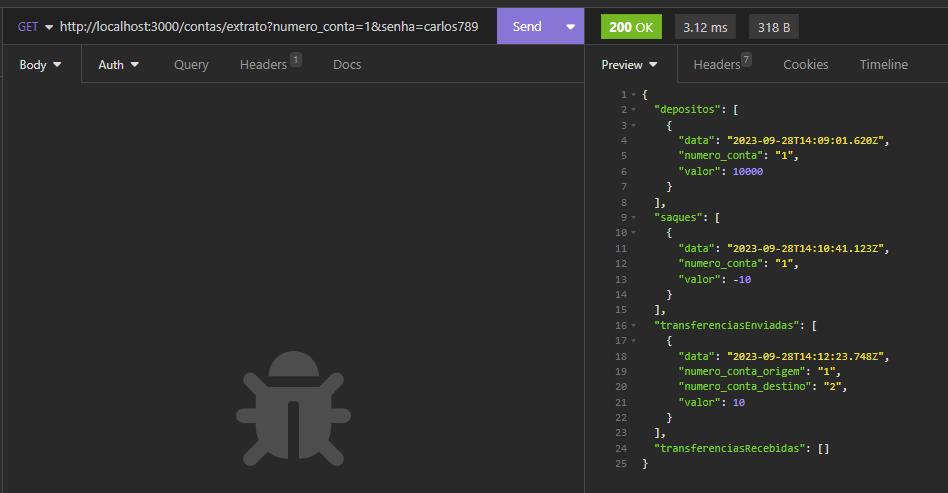 GET http://localhost:3000/contas/extrato?numero_conta=1&senha=carlos789 Send
200 OK 3.12 ms 318 B
Body Auth Query Headers 1 Docs
Preview Headers 7 Cookies Timeline
1 {
2 "depositos": [
3 {
4 "data": "2023-09-28T14:09:01.620Z",
5 "numero_conta": "1",
6 "valor": 10000
7 }
8 ],
9 "saques": [
10 {
11 "data": "2023-09-28T14:10:41.123Z",
12 "numero_conta": "1",
13 "valor": -10
14 }
15 ],
16 "transferenciasEnviadas": [
17 {
18 "data": "2023-09-28T14:12:23.748Z",
19 "numero_conta_origem": "1",
20 "numero_conta_destino": "2",
21 "valor": 10
22 }
23 ],
24 "transferenciasRecebidas": []
25 }